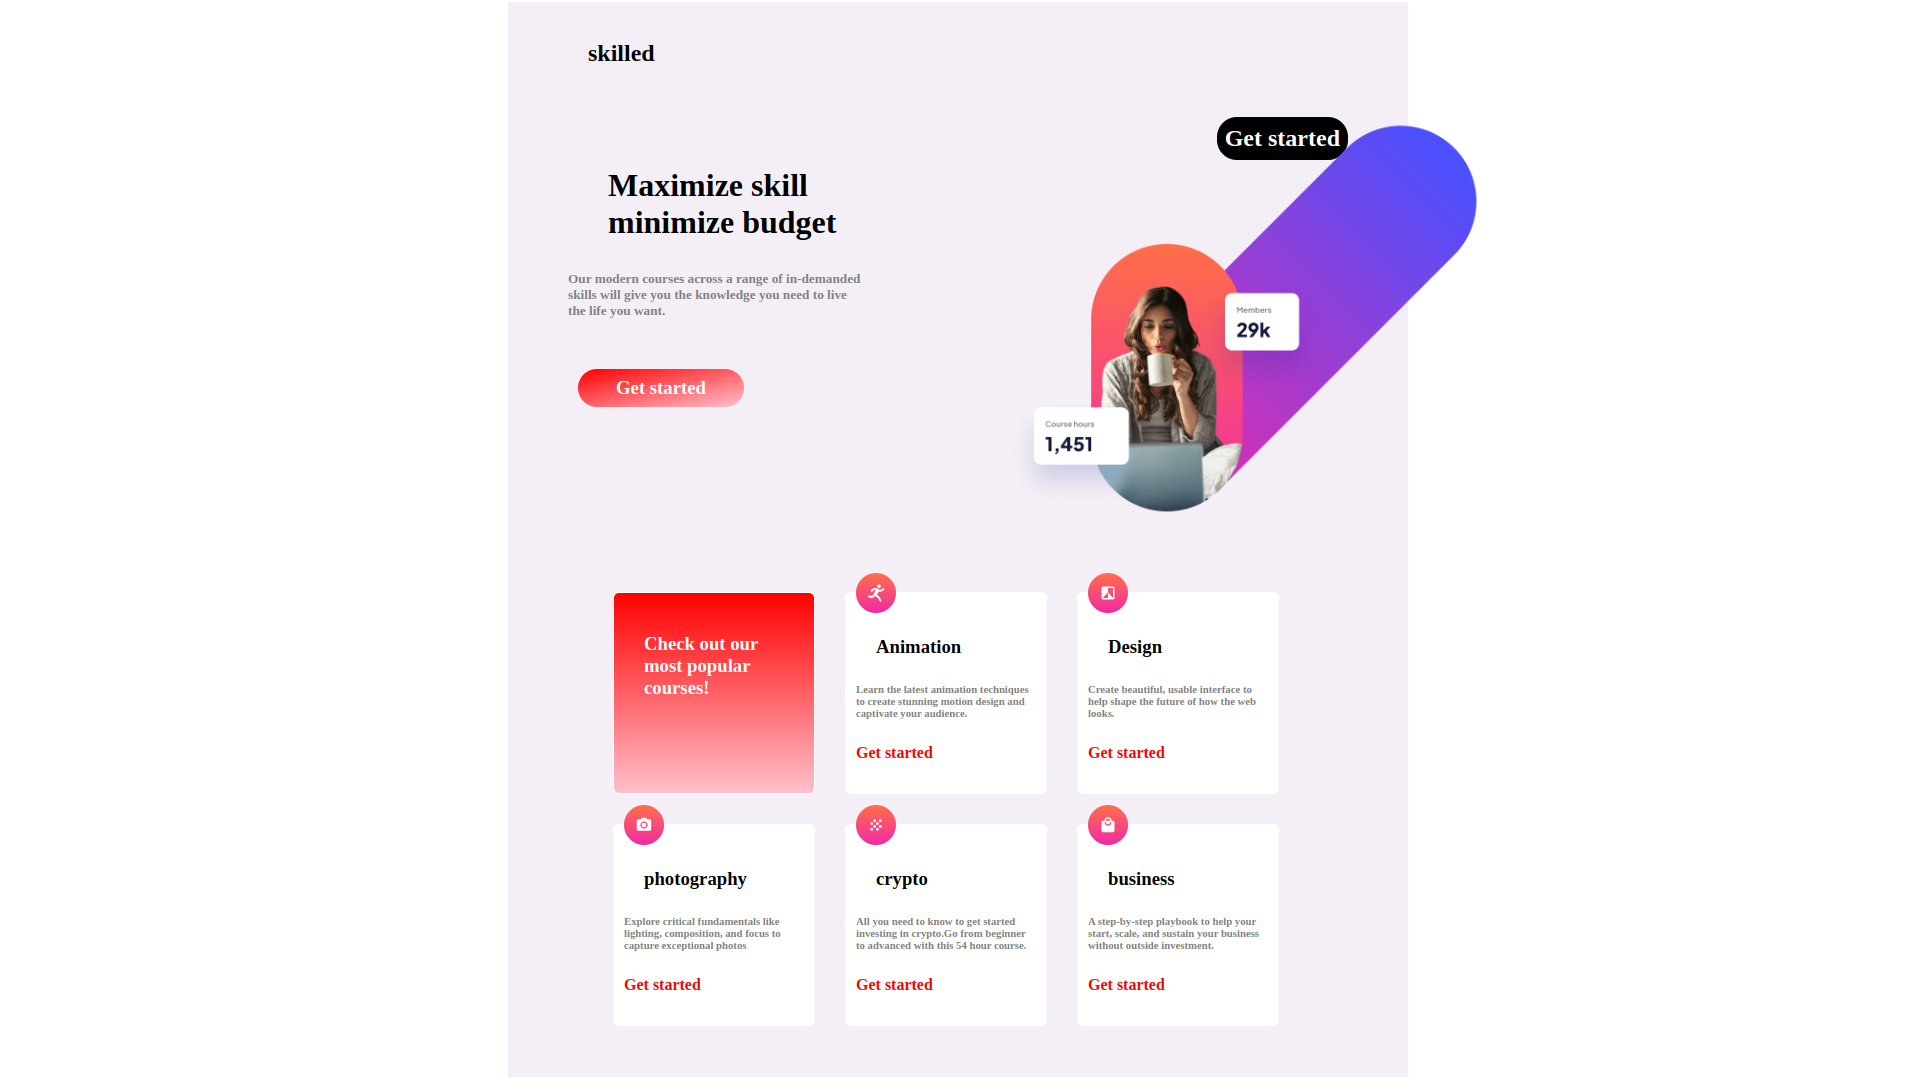 skilled
Get started
Maximize skill
minimize budget
Our modern courses across a range of in-demanded
skills will give you the knowledge you need to live
the life you want.
Get started
Members
29k
Course hours
1,451
Check out our
most popular
courses!
Animation
Learn the latest animation techniques
to create stunning motion design and
captivate your audience.
Get started
Design
Create beautiful, usable interface to
help shape the future of how the web
looks.
Get started
photography
Explore critical fundamentals like
lighting, composition, and focus to
capture exceptional photos
Get started
crypto
All you need to know to get started
investing in crypto.Go from beginner
to advanced with this 54 hour course.
Get started
business
A step-by-step playbook to help your
start, scale, and sustain your business
without outside investment.
Get started